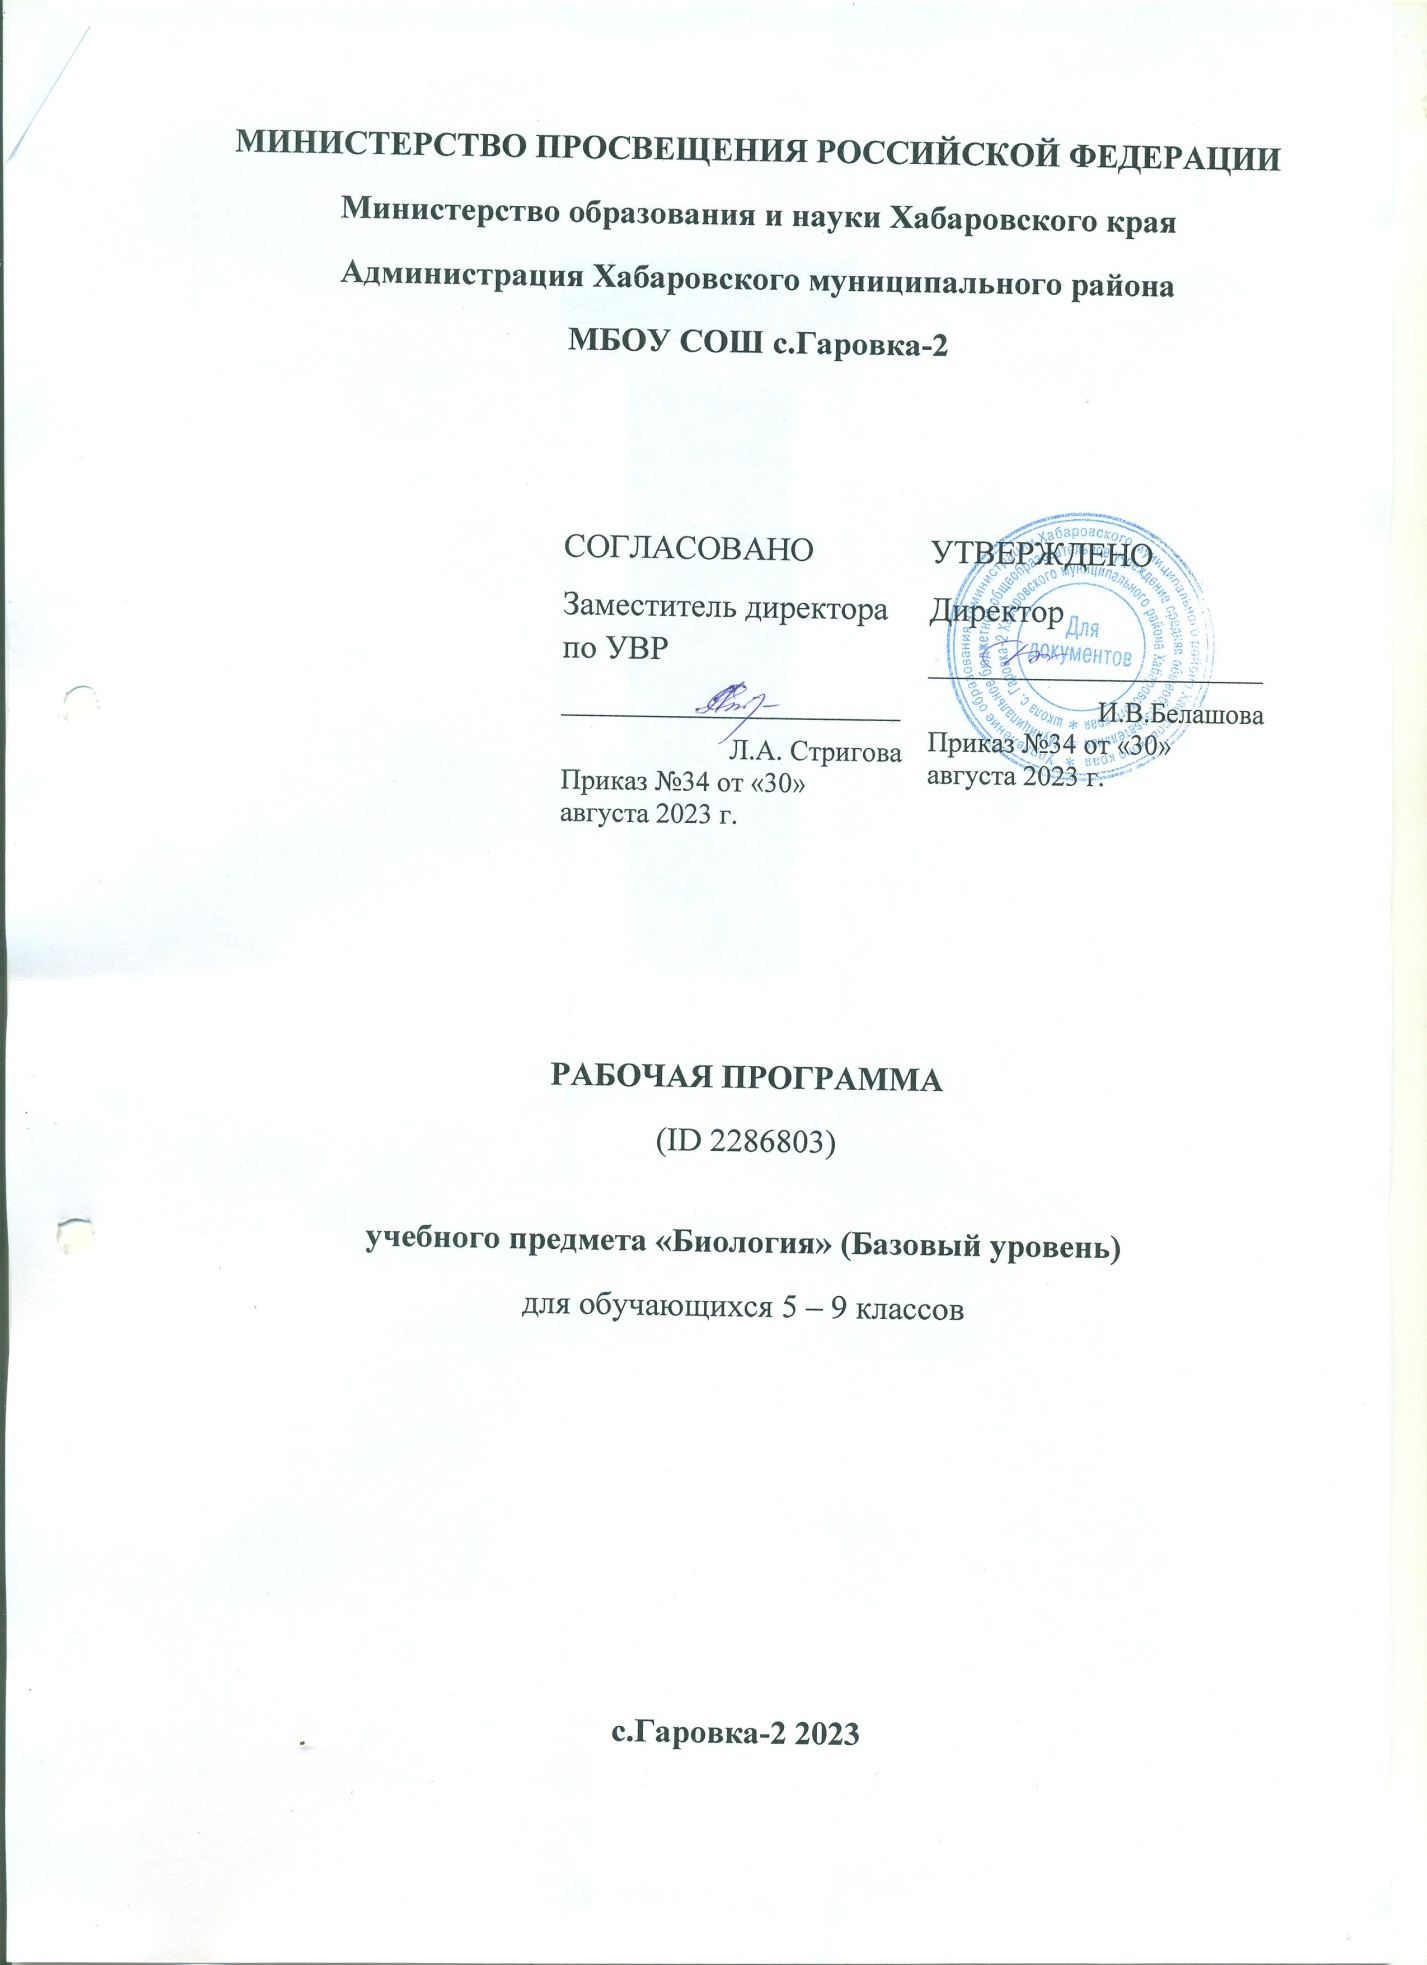 МИНИСТЕРСТВО ПРОСВЕЩЕНИЯ РОССИЙСКОЙ ФЕДЕРАЦИИ
Министерство образования и науки Хабаровского края
Администрация Хабаровского муниципального района
МБОУ СОШ с.Гаровка-2
СОГЛАСОВАНО
Заместитель директора
по УВР
Л.А. Стригова
Приказ №34 от «30»
августа 2023 г.
УТВЕРЖДЕНО
Директор
И.В.Белашова
Приказ №34 от «30»
августа 2023 г.
Для
документов
РАБОЧАЯ ПРОГРАММА
(ID 2286803)
учебного предмета «Биология» (Базовый уровень)
для обучающихся 5 – 9 классов
с.Гаровка-2 2023